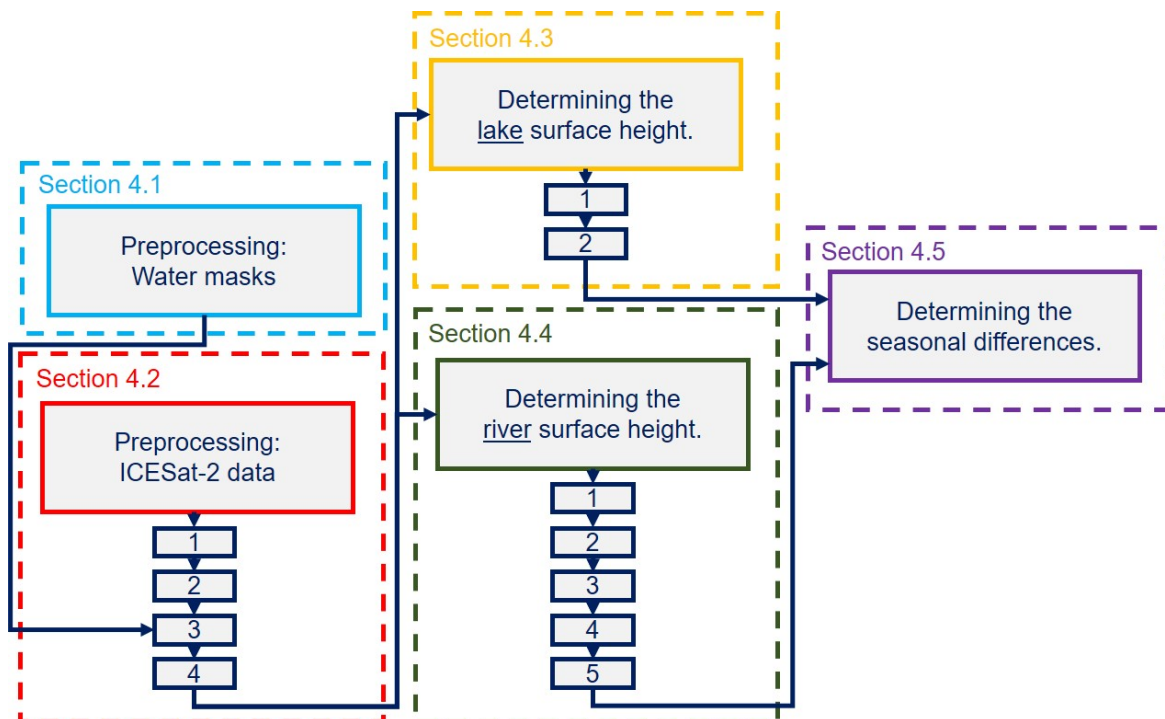 Section 4.1
Preprocessing:
Water masks
Section 4.2
Preprocessing:
ICESat-2 data
1
2
3
4
Section 4.3
Determining the
lake surface height.
1
2
Section 4.4
Determining the
river surface height.
1
2
3
4
5
Section 4.5
Determining the
seasonal differences.